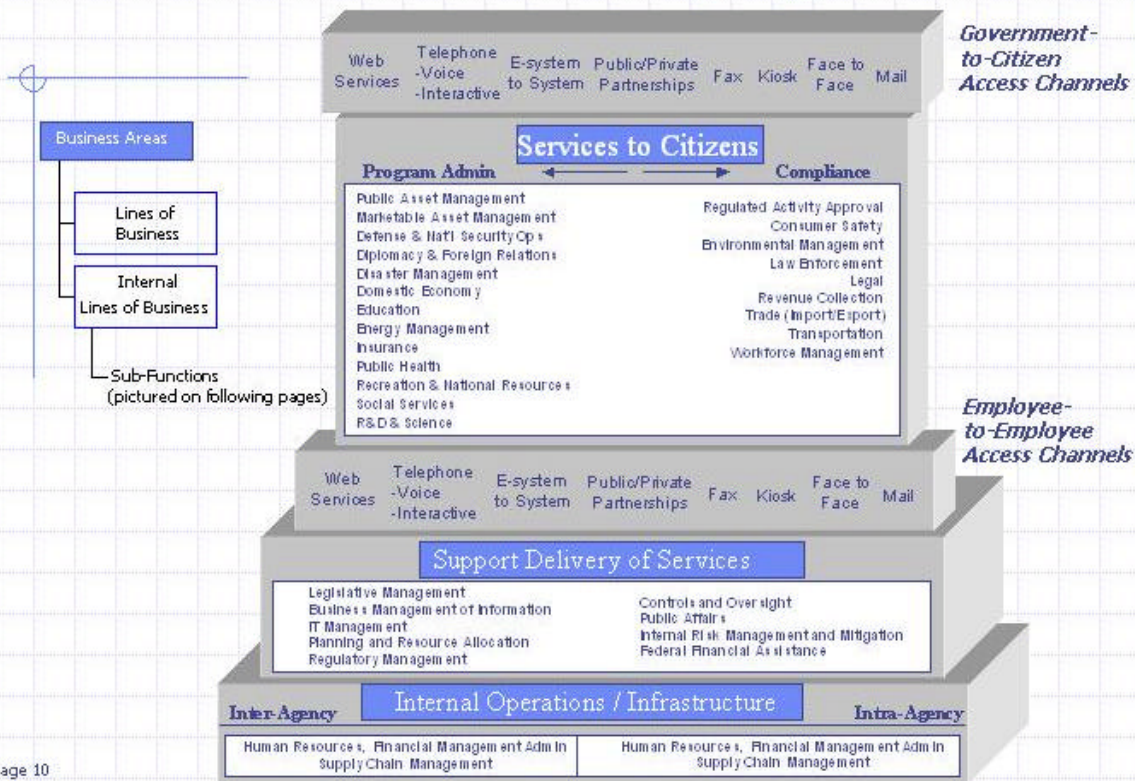 Government-
to-Citizen
Access Channels
Web
Services
Telephone
-Voice
-Interactive
E-system
to System
Public/Private
Partnerships
Fax
Kiosk
Face to
Face
Mail
Business Areas
Lines of
Business
Internal
Lines of Business
Sub-Functions
(pictured on following pages)
Services to Citizens
Program Admin
Compliance
Public Asset Management
Marketable Asset Management
Defense & Nat'l Security Ops
Diplomacy & Foreign Relations
Disaster Management
Domestic Economy
Education
Energy Management
Insurance
Public Health
Recreation & National Resources
Social Services
R&D & Science
Regulated Activity Approval
Consumer Safety
Environmental Management
Law Enforcement
Legal
Revenue Collection
Trade (Import/Export)
Transportation
Workforce Management
Employee-
to-Employee
Access Channels
Web
Services
Telephone
-Voice
-Interactive
E-system
to System
Public/Private
Partnerships
Fax
Kiosk
Face to
Face
Mail
Support Delivery of Services
Legislative Management
Business Management of Information
IT Management
Planning and Resource Allocation
Regulatory Management
Controls and Oversight
Public Affairs
Internal Risk Management and Mitigation
Federal Financial Assistance
Internal Operations / Infrastructure
Inter-Agency
Intra-Agency
Human Resources, Financial Management Admin
Supply Chain Management
Human Resources, Financial Management Admin
Supply Chain Management
age 10